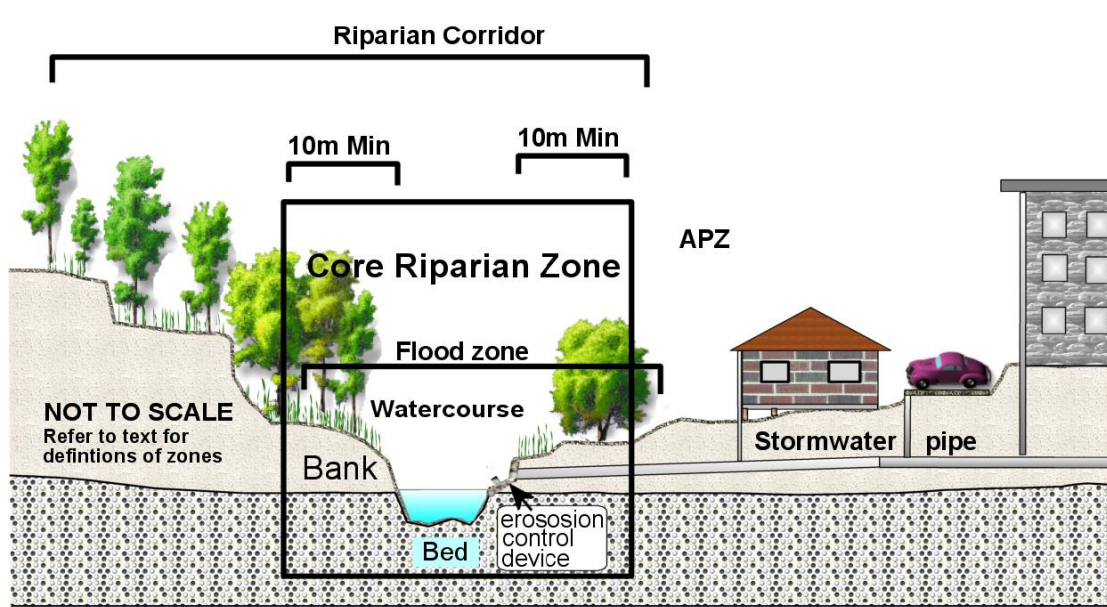 Riparian Corridor
10m Min
10m Min
Core Riparian Zone
APZ
Flood zone
Watercourse
NOT TO SCALE
Refer to text for
defintions of zones
Bank
Stormwater pipe
erososion
control
device
Bed